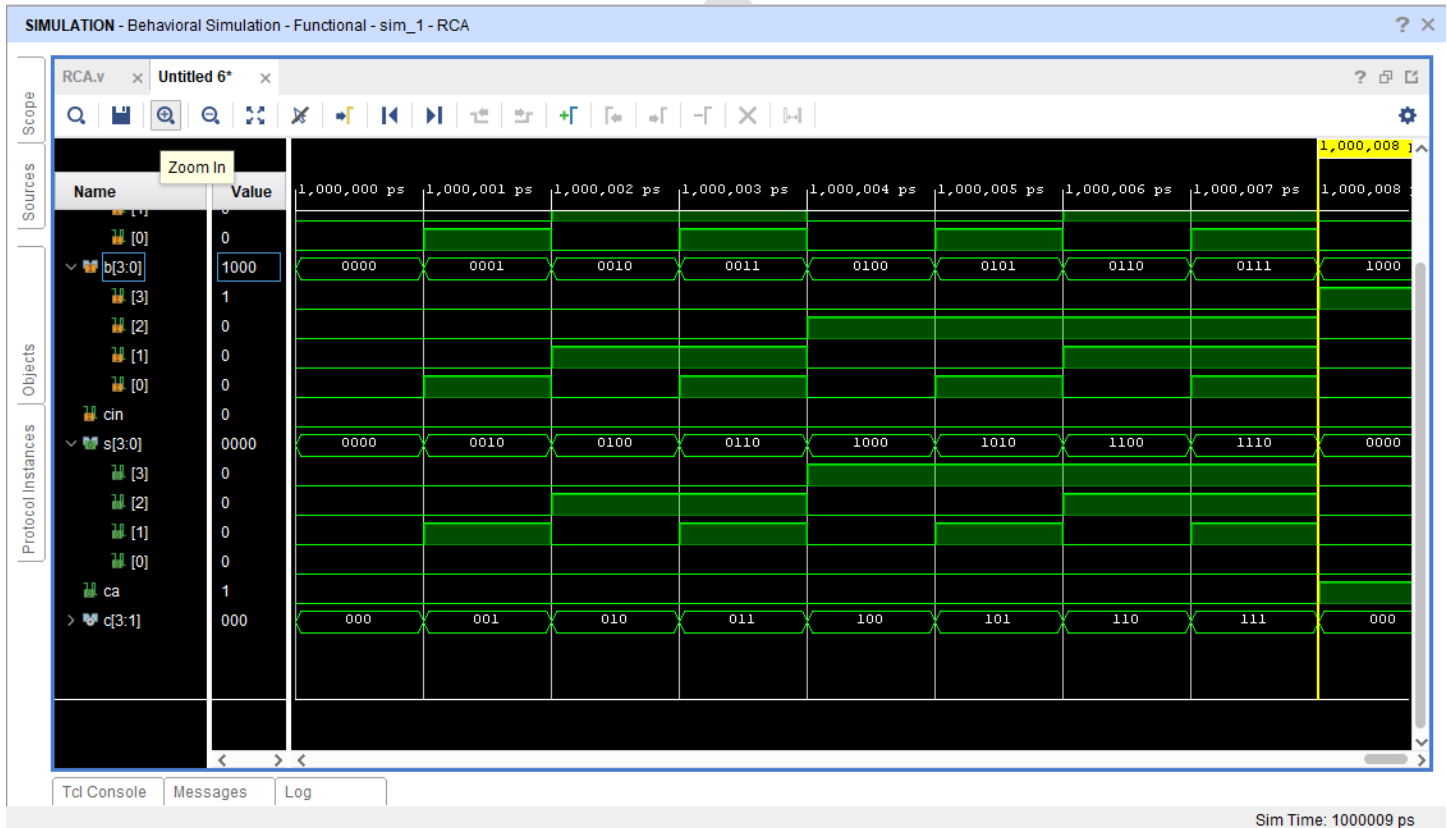 SIMULATION - Behavioral Simulation - Functional - sim_1 - RCA ? ×
Scope
Sources
Objects
Protocol Instances
RCA.v × Untitled 6* × ?
Zoom In
1,000,008
Name Value 1,000,000 ps 1,000,001 ps 1,000,002 ps 1,000,003 ps 1,000,004 ps 1,000,005 ps 1,000,006 ps 1,000,007 ps 1,000,008
[0] 0
b[3:0] 1000 0000 0001 0010 0011 0100 0101 0110 0111 1000
[3] 1
[2] 0
[1] 0
[0] 0
cin 0
s[3:0] 0000 0000 0010 0100 0110 1000 1010 1100 1110 0000
[3] 0
[2] 0
[1] 0
[0] 0
ca 1
c[3:1] 000 000 001 010 011 100 101 110 111 000
Tcl Console Messages Log
Sim Time: 1000009 ps